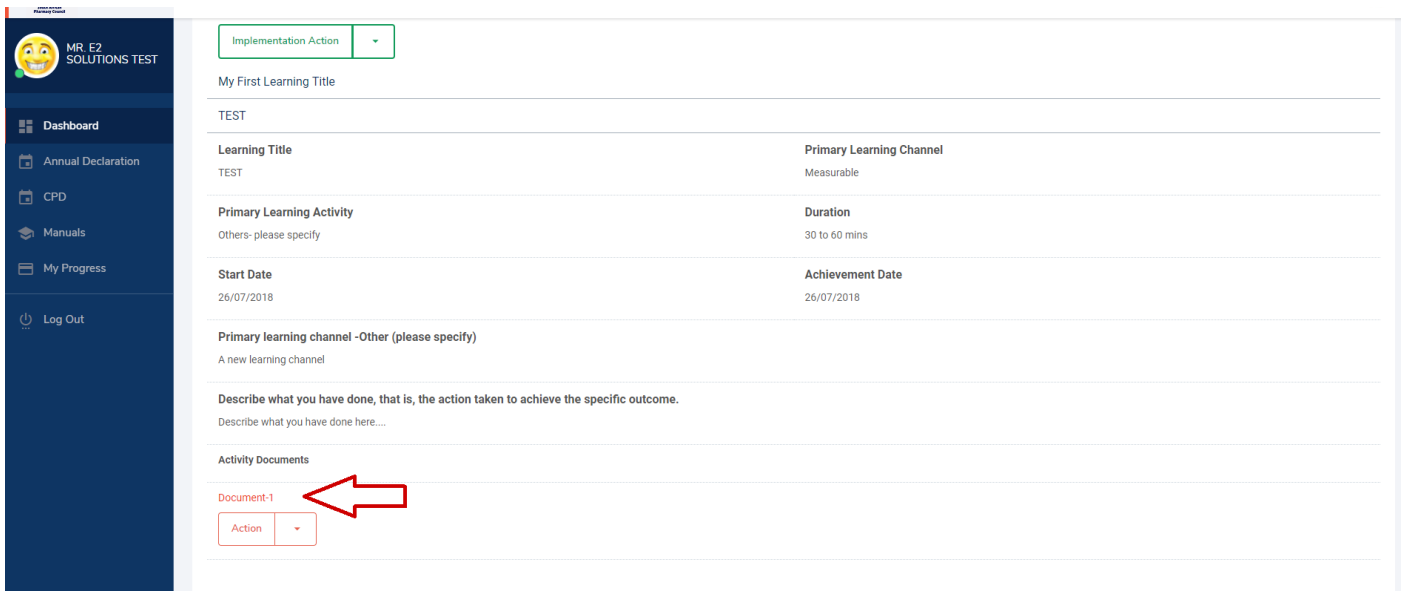 Pharmacy Council
MR. E2
SOLUTIONS TEST
Dashboard
Annual Declaration
CPD
Manuals
My Progress
Log Out
Implementation Action
My First Learning Title
TEST
Learning Title
TEST
Primary Learning Channel
Measurable
Primary Learning Activity
Others- please specify
Duration
30 to 60 mins
Start Date
26/07/2018
Achievement Date
26/07/2018
Primary learning channel -Other (please specify)
A new learning channel
Describe what you have done, that is, the action taken to achieve the specific outcome.
Describe what you have done here....
Activity Documents
Document-1
Action